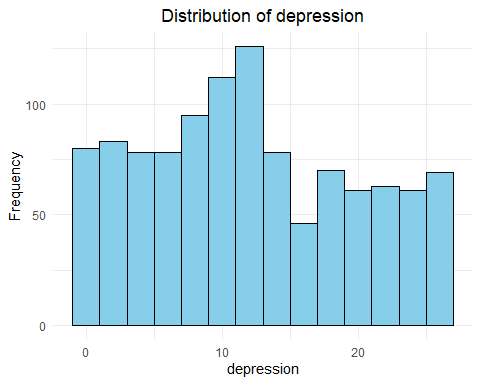 Distribution of depression
Frequency
100
50
0
0 10 20
depression